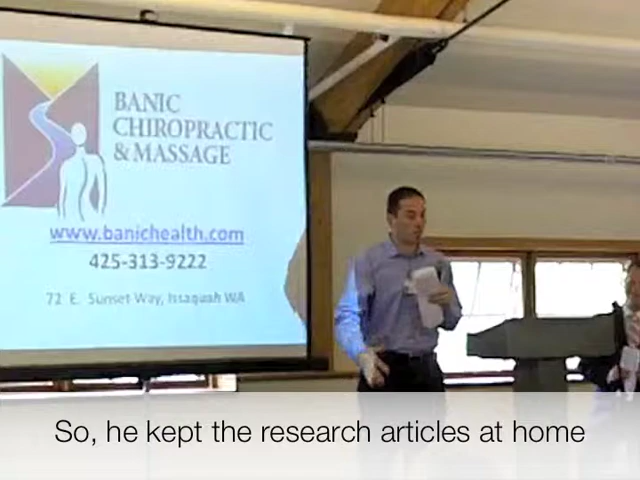 BANIC
CHIROPRACTIC
& MASSAGE
www.banichealth.com
425-313-9222
72 E. Sunset Way, Issaquah WA
So, he kept the research articles at home